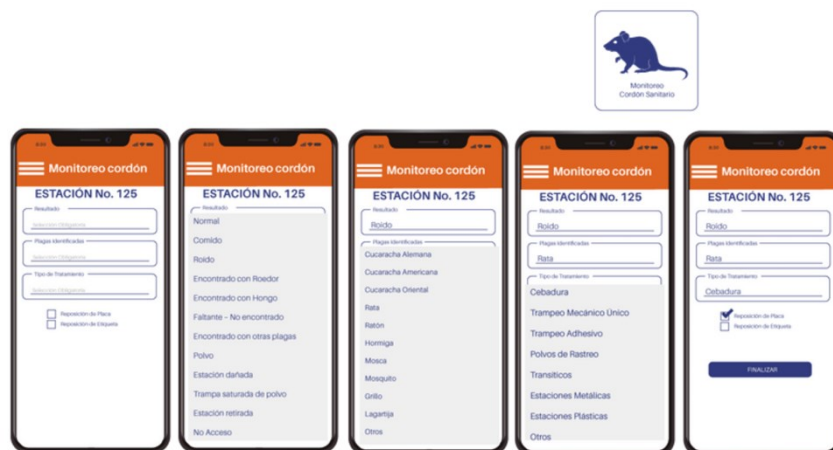 Monitoreo
Cordón Sanitario
Monitoreo cordón
ESTACIÓN No. 125
Resultado
Selección Obligatoria
Plagas Identificadas
Selección Obligatoria
Tipo de Tratamiento
Selección Obligatoria
Reposición de Placa
Reposición de Etiqueta
Monitoreo cordón
ESTACIÓN No. 125
Resultado
Normal
Comido
Roido
Encontrado con Roedor
Encontrado con Hongo
Faltante – No encontrado
Encontrado con otras plagas
Polvo
Estación dañada
Trampa saturada de polvo
Estación retirada
No Acceso
Monitoreo cordón
ESTACIÓN No. 125
Resultado
Roido
Plagas Identificadas
Cucaracha Alemana
Cucaracha Americana
Cucaracha Oriental
Rata
Ratón
Hormiga
Mosca
Mosquito
Grillo
Lagartija
Otros
Monitoreo cordón
ESTACIÓN No. 125
Resultado
Roido
Plagas Identificadas
Rata
Tipo de Tratamiento
Cebadura
Trampeo Mecánico Único
Trampeo Adhesivo
Polvos de Rastreo
Transiticos
Estaciones Metálicas
Estaciones Plásticas
Otros
Monitoreo cordón
ESTACIÓN No. 125
Resultado
Roido
Plagas Identificadas
Rata
Tipo de Tratamiento
Cebadura
Reposición de Placa
Reposición de Etiqueta
FINALIZAR